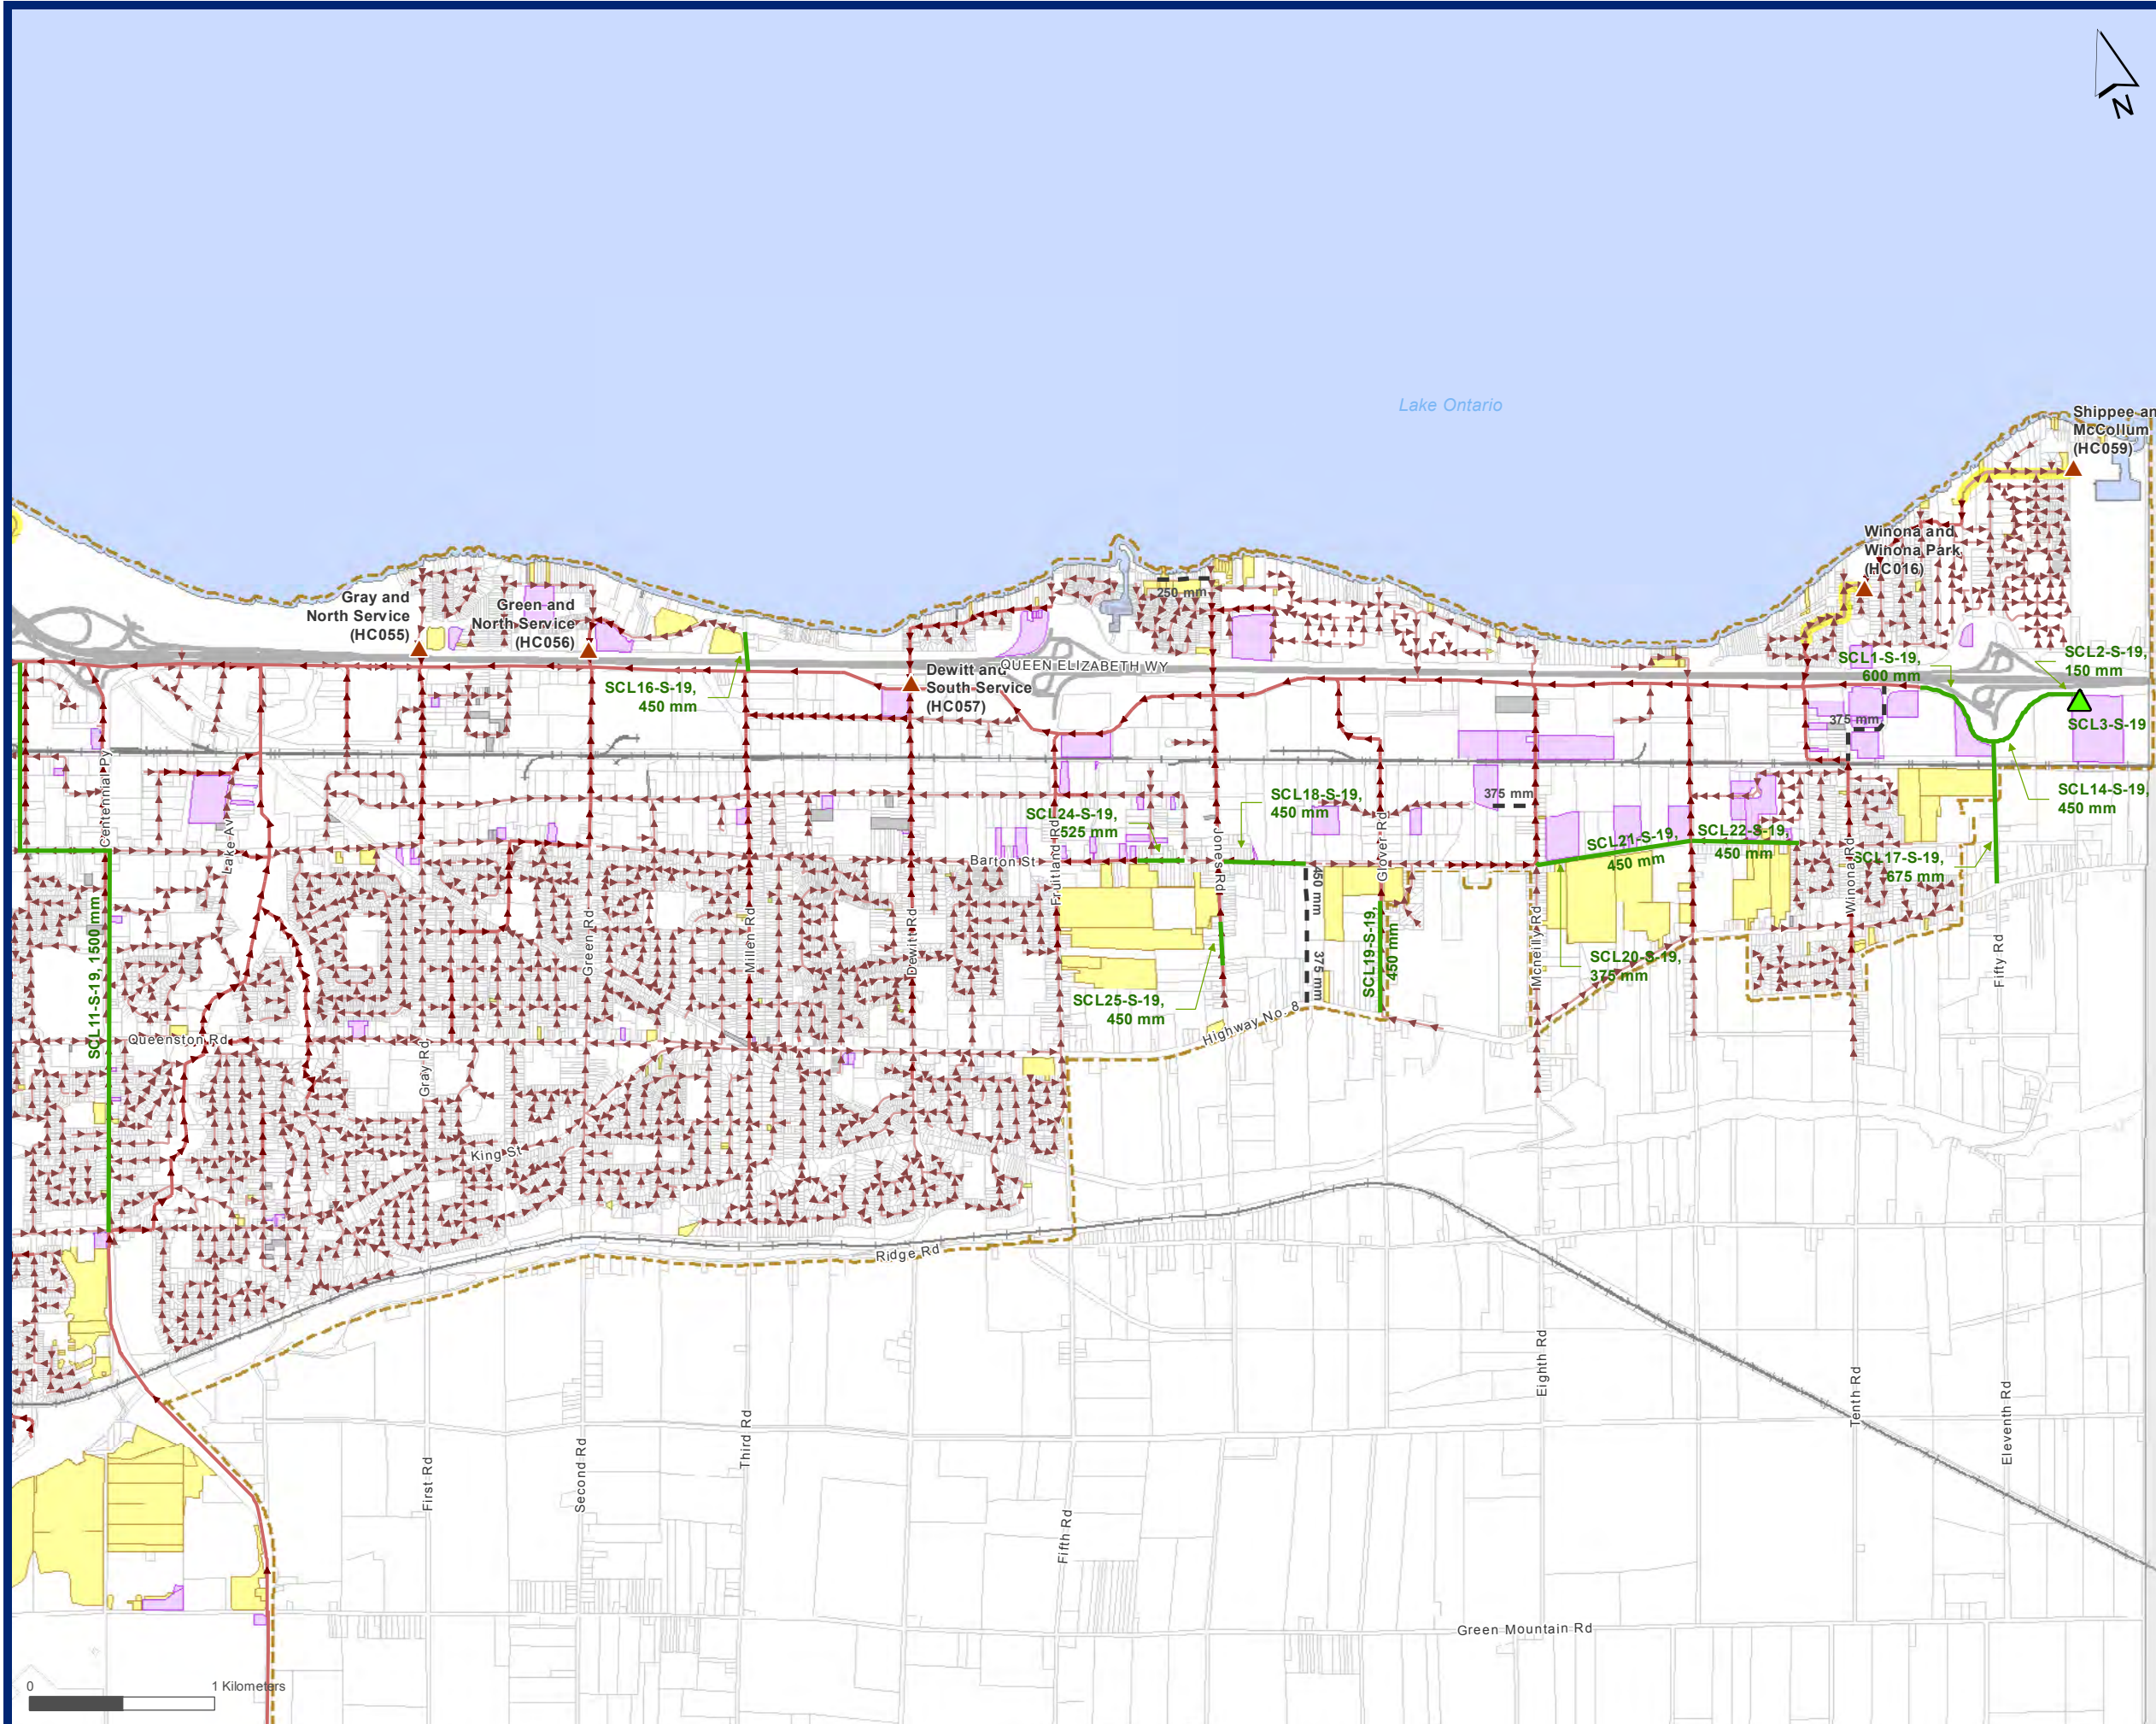 N
Lake Ontario
Shippee an
McCollum
(HC059)
Winona and
Winona Park
(HC016)
Gray and
North Service
(HC055)
Green and
North Service
(HC056)
250 mm
Dewitt and
South Service
(HC057)
QUEEN ELIZABETH WY
SCL16-S-19,
450 mm
SCL1-S-19,
600 mm
SCL2-S-19,
150 mm
SCL3-S-19
375 mm
SCL14-S-19,
450 mm
SCL17-S-19,
675 mm
375 mm
SCL18-S-19,
450 mm
SCL24-S-19,
525 mm
SCL21-S-19,
450 mm
SCL22-S-19,
450 mm
SCL20-S-19,
375 mm
SCL19-S-19,
450 mm
450 mm
375 mm
SCL25-S-19,
450 mm
SCL11-S-19, 1500 mm
Centennial Py
Lake Av
Barton St
Fruitland Rd
Jones Rd
Glover Rd
Mcneilly Rd
Winona Rd
Fifty Rd
Gray Rd
Green Rd
Millen Rd
Dewitt Rd
Queenston Rd
Highway No. 8
King St
Ridge Rd
First Rd
Second Rd
Third Rd
Fifth Rd
Eighth Rd
Tenth Rd
Eleventh Rd
Green Mountain Rd
0
1 Kilometers